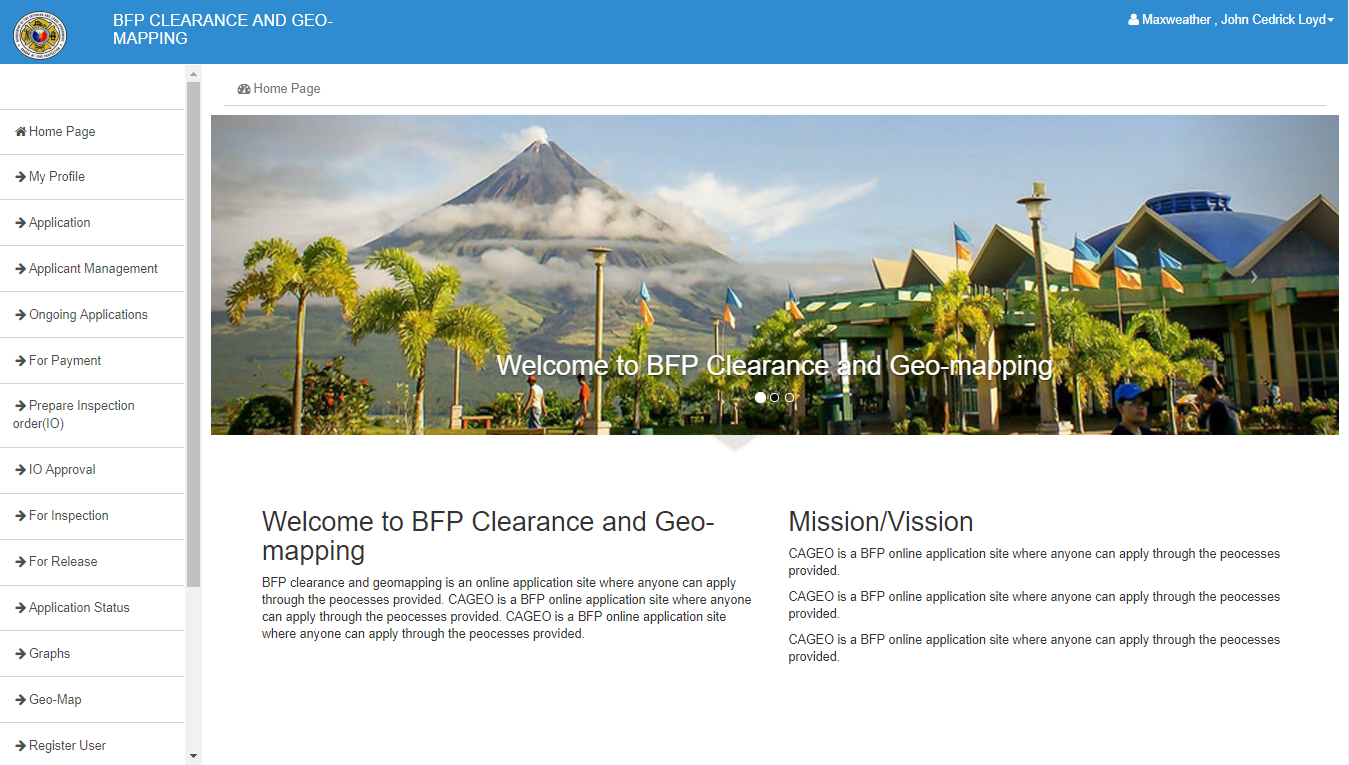 BFP CLEARANCE AND GEO-
MAPPING
Maxweather , John Cedrick Loyd
Home Page
Home Page
My Profile
Application
Applicant Management
Ongoing Applications
For Payment
Prepare Inspection
order(IO)
IO Approval
For Inspection
For Release
Application Status
Graphs
Geo-Map
Register User
Welcome to BFP Clearance and Geo-mapping
Welcome to BFP Clearance and Geo-
mapping
BFP clearance and geomapping is an online application site where anyone can apply
through the peocesses provided. CAGEO is a BFP online application site where anyone
can apply through the peocesses provided. CAGEO is a BFP online application site
where anyone can apply through the peocesses provided.
Mission/Vission
CAGEO is a BFP online application site where anyone can apply through the peocesses
provided.
CAGEO is a BFP online application site where anyone can apply through the peocesses
provided.
CAGEO is a BFP online application site where anyone can apply through the peocesses
provided.